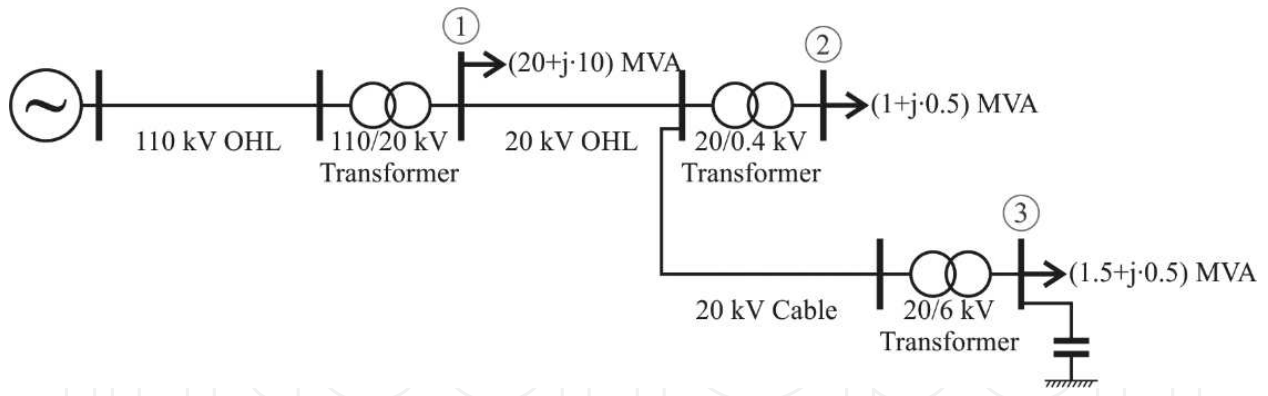 1
(20+j·10) MVA
2
(1+j·0.5) MVA
110 kV OHL
110/20 kV
Transformer
20 kV OHL
20/0.4 kV
Transformer
3
(1.5+j·0.5) MVA
20 kV Cable
20/6 kV
Transformer